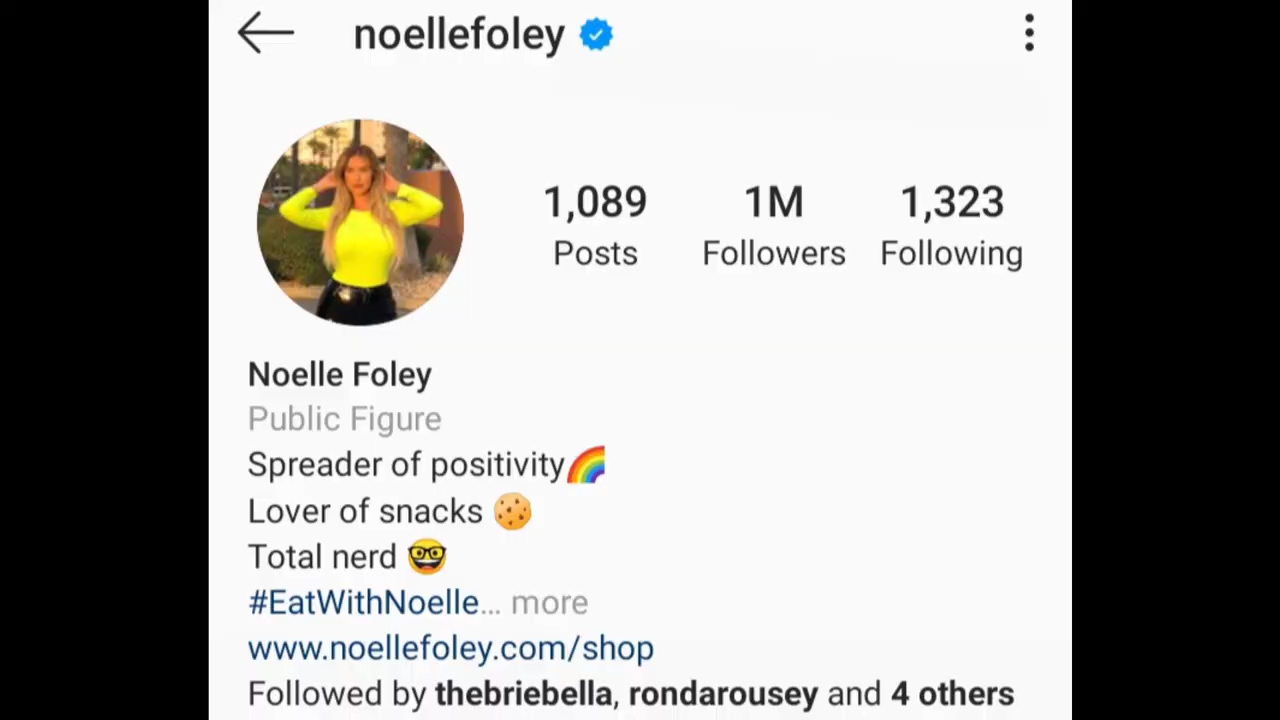 noellefoley
1,089 1M 1,323
Posts Followers Following
Noelle Foley
Public Figure
Spreader of positivity🌈
Lover of snacks 🍪
Total nerd 🤓
#EatWithNoelle... more
www.noellefoley.com/shop
Followed by thebriebella, rondarousey and 4 others